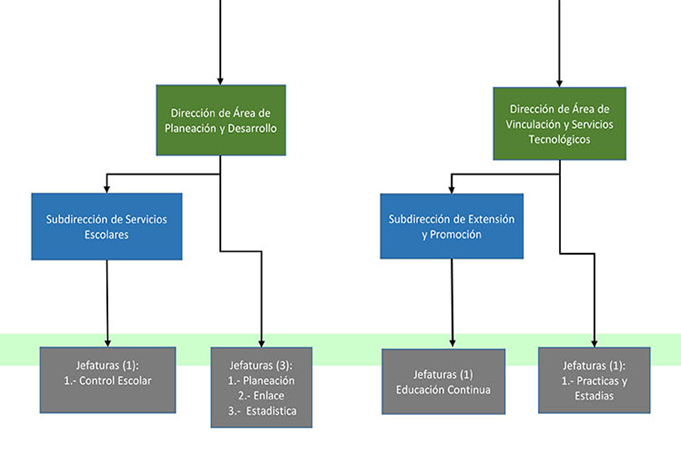 Dirección de Área de
Planeación y Desarrollo
Dirección de Área de
Vinculación y Servicios
Tecnológicos
Subdirección de Servicios
Escolares
Subdirección de Extensión
y Promoción
Jefaturas (1):
1.- Control Escolar
Jefaturas (3):
1.- Planeación
2.- Enlace
3.- Estadistica
Jefaturas (1)
Educación Continua
Jefaturas (1):
1.- Practicas y
Estadias